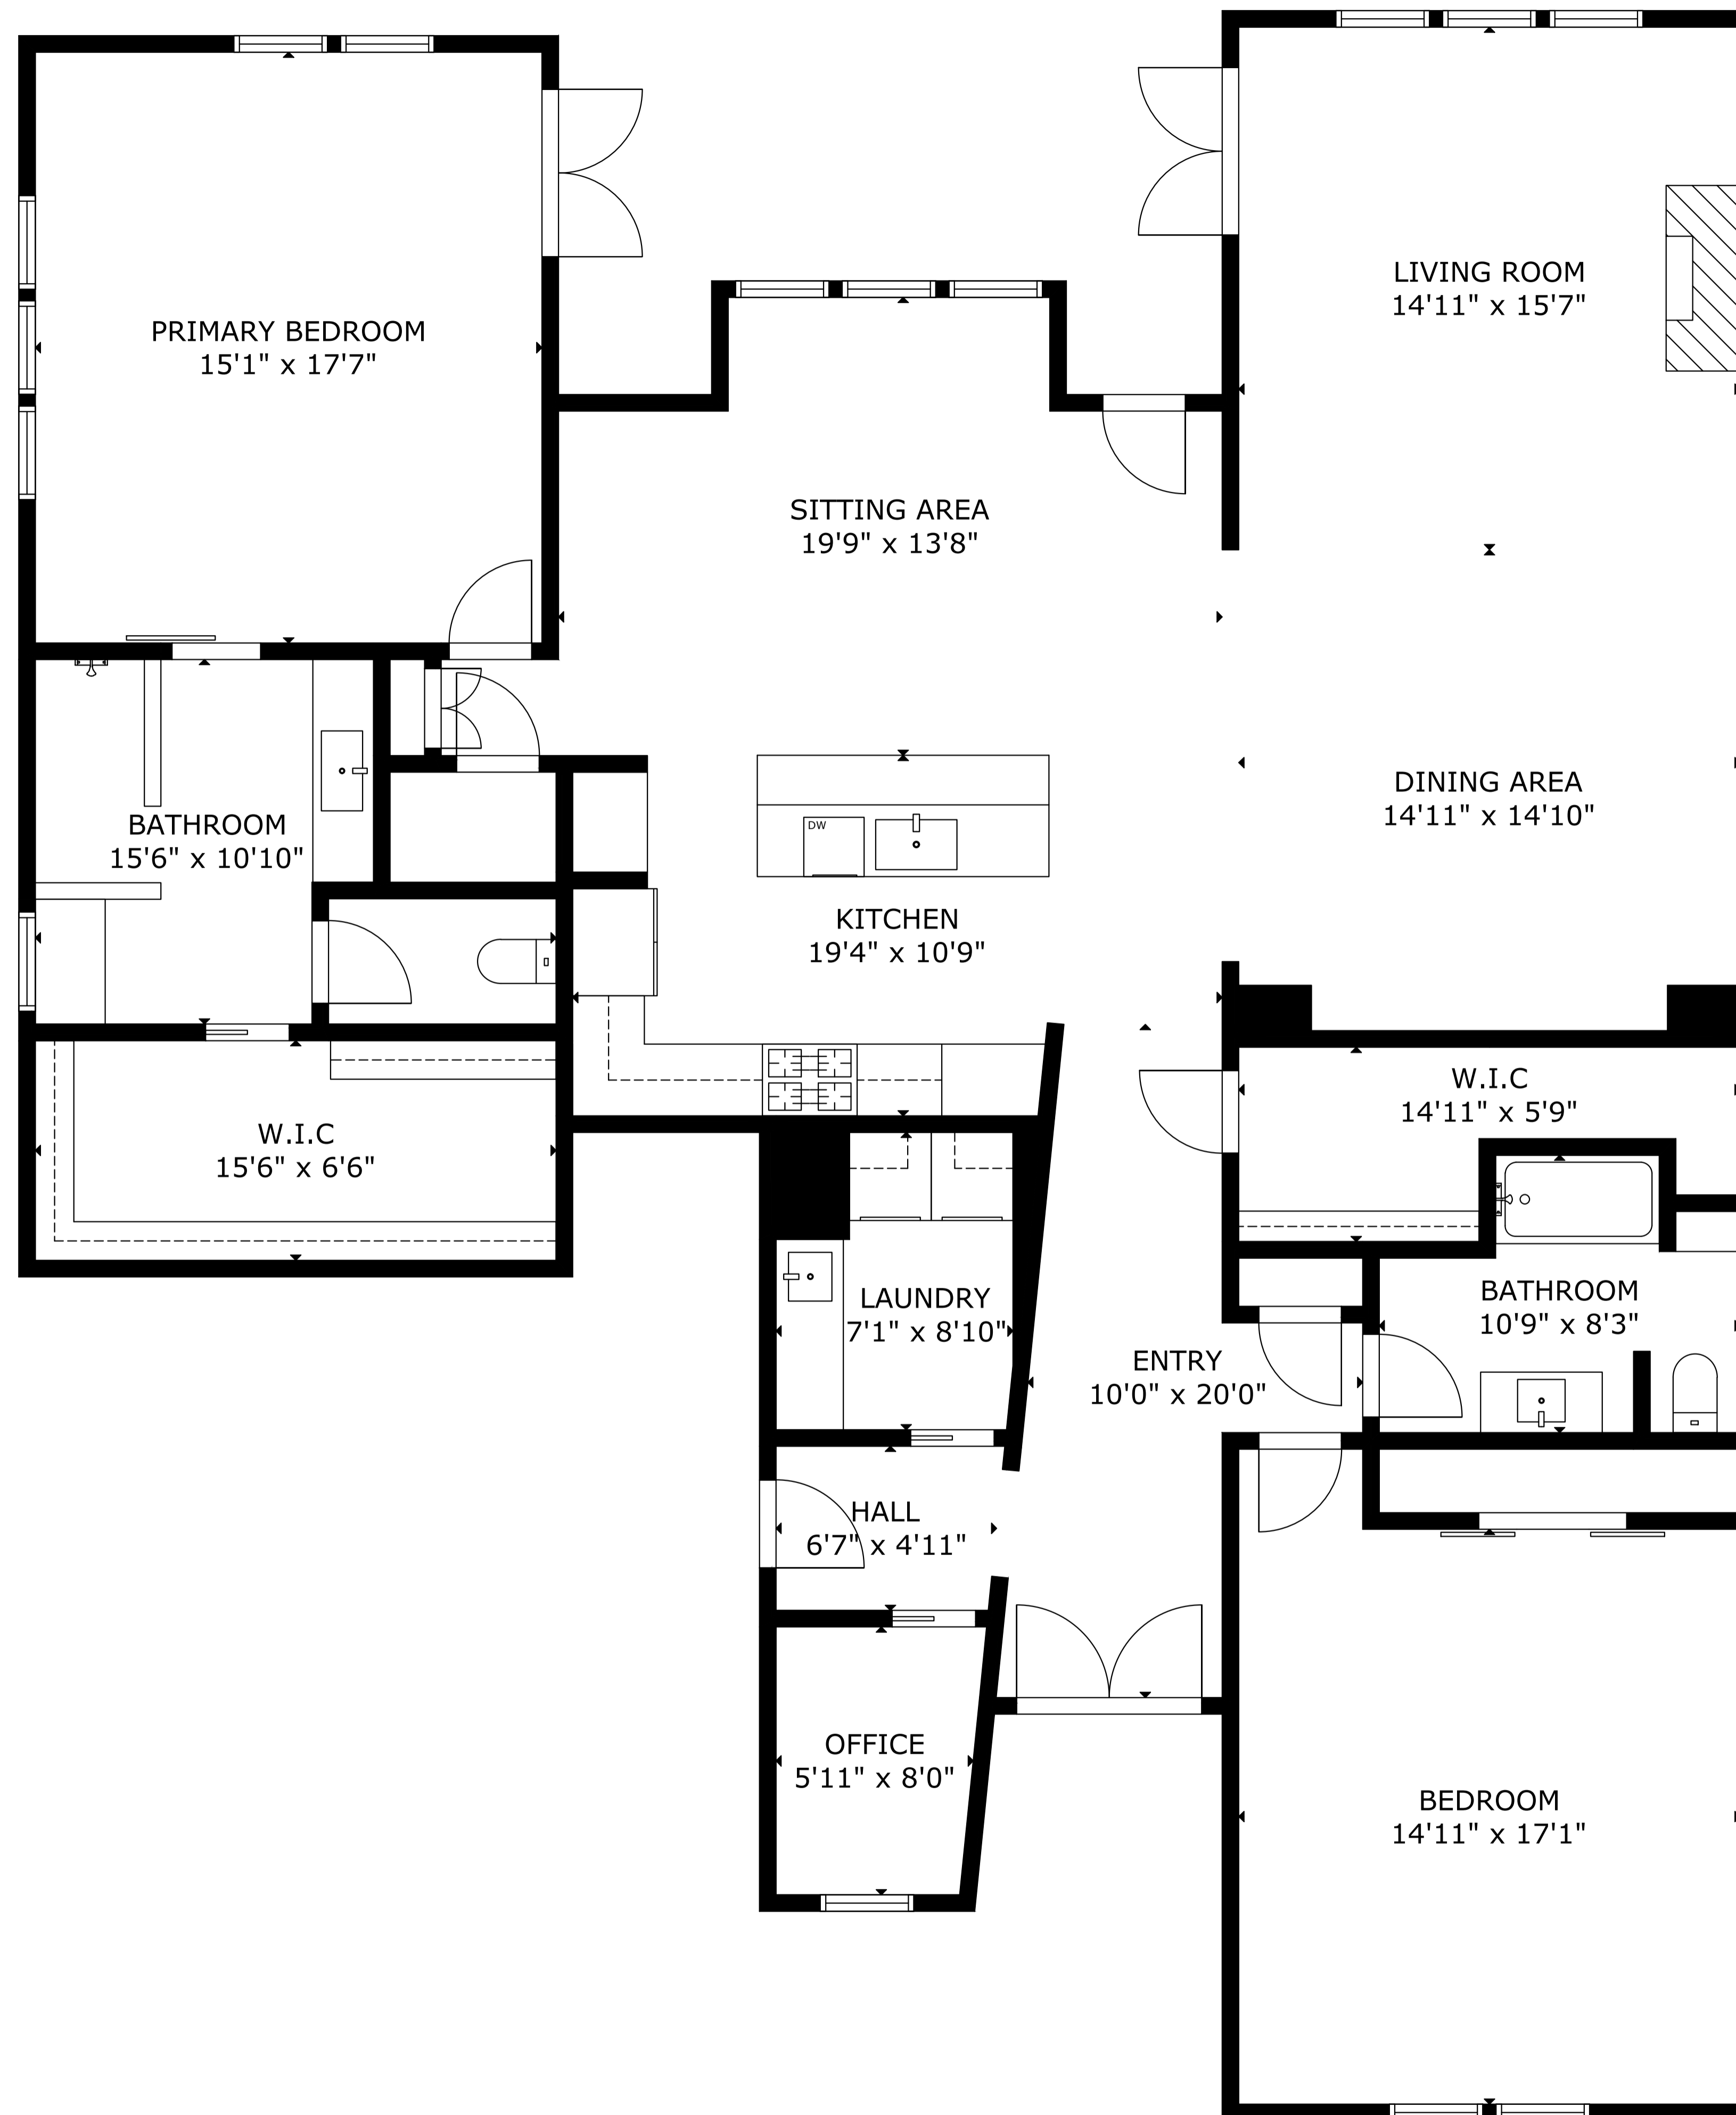 LIVING ROOM
14'11" x 15'7"
PRIMARY BEDROOM
15'1" x 17'7"
SITTING AREA
19'9" x 13'8"
DINING AREA
14'11" x 14'10"
BATHROOM
15'6" x 10'10"
DW
KITCHEN
19'4" x 10'9"
W.I.C
14'11" x 5'9"
W.I.C
15'6" x 6'6"
BATHROOM
10'9" x 8'3"
LAUNDRY
7'1" x 8'10"
ENTRY
10'0" x 20'0"
HALL
6'7" x 4'11"
OFFICE
5'11" x 8'0"
BEDROOM
14'11" x 17'1"